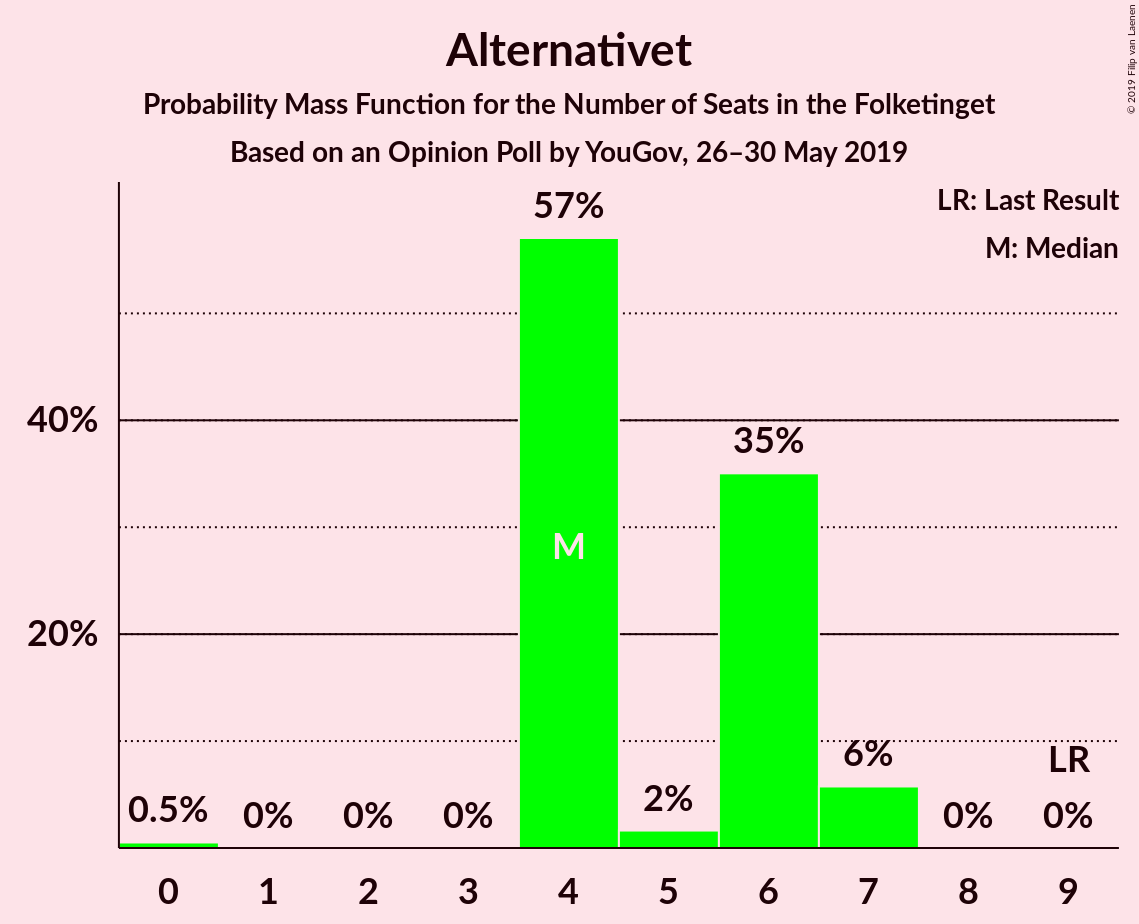 Alternativet
Probability Mass Function for the Number of Seats in the Folketinget
Based on an Opinion Poll by YouGov, 26–30 May 2019
© 2019 Filip van Laenen
LR: Last Result
M: Median
57%
40%
35%
M
20%
6%
LR
0.5%
0%
0%
0%
2%
0%
0%
0 1 2 3 4 5 6 7 8 9